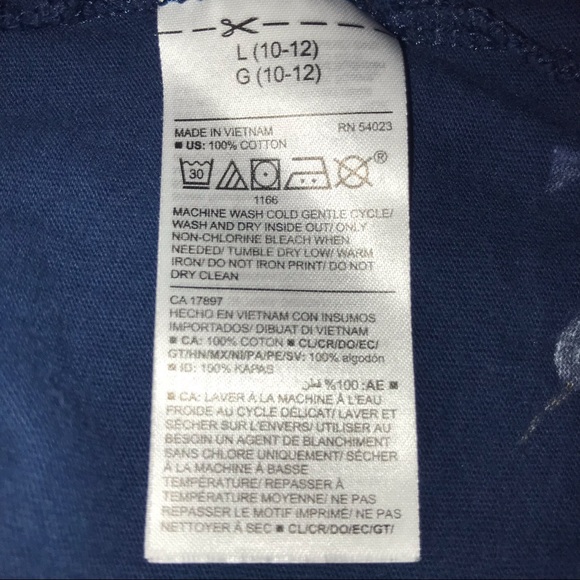 L (10-12)
G (10-12)
MADE IN VIETNAM RN 54023
■ US: 100% COTTON
30
®
1166
MACHINE WASH COLD GENTLE CYCLE/
WASH AND DRY INSIDE OUT/ ONLY
NON-CHLORINE BLEACH WHEN
NEEDED/ TUMBLE DRY LOW/ WARM
IRON/ DO NOT IRON PRINT/ DO NOT
DRY CLEAN
CA 17897
HECHO EN VIETNAM CON INSUMOS
IMPORTADOS/ DIBUAT DI VIETNAM
■ CA: 100% COTON ■ CL/CR/DO/EC/
GT/HN/MX/NI/PA/PE/SV: 100% algodón
■ ID: 100% KAPAS
■ AE: 100% قطن
■ CA: LAVER À LA MACHINE À L'EAU
FROIDE AU CYCLE DÉLICAT/ LAVER ET
SÉCHER SUR L'ENVERS/ UTILISER AU
BESOIN UN AGENT DE BLANCHIMENT
SANS CHLORE UNIQUEMENT/ SÉCHER
À LA MACHINE À BASSE
TEMPÉRATURE/ REPASSER À
TEMPÉRATURE MOYENNE/ NE PAS
REPASSER LE MOTIF IMPRIMÉ/ NE PAS
NETTOYER À SEC ■ CL/CR/DO/EC/GT/